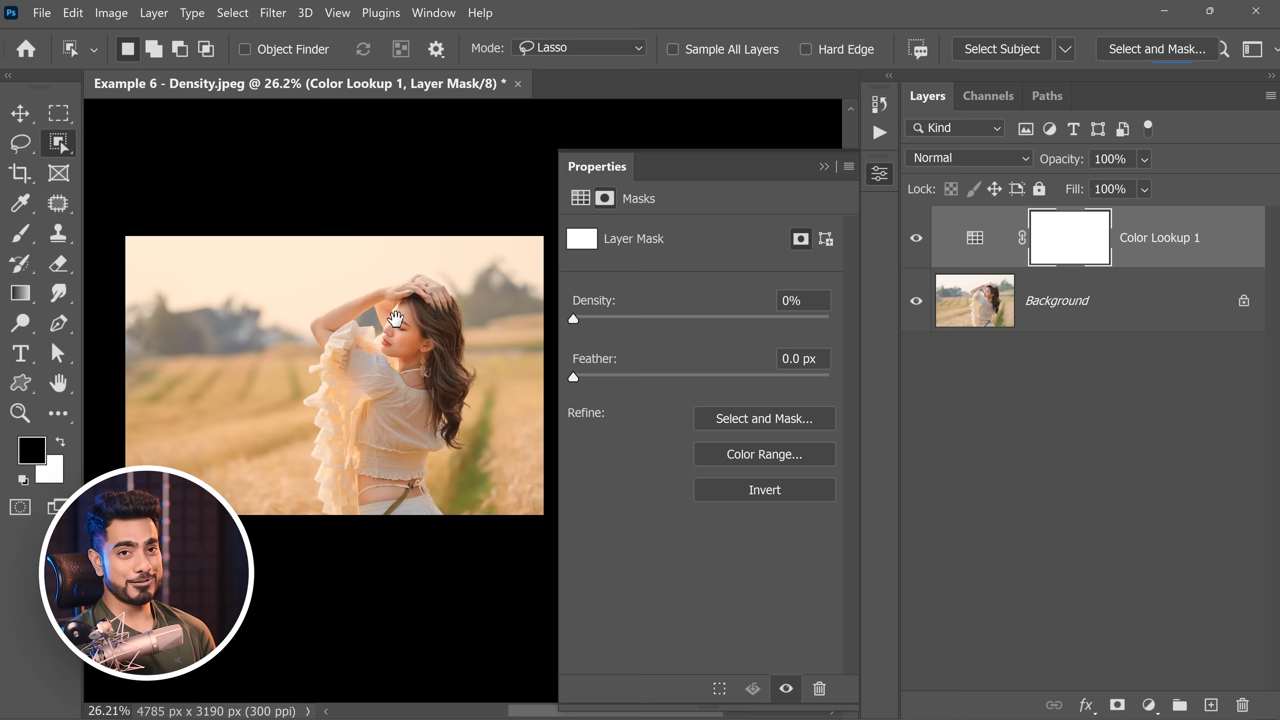 Ps File Edit Image Layer Type Select Filter 3D View Plugins Window Help
Object Finder Mode: Lasso Sample All Layers Hard Edge Select Subject Select and Mask...
Example 6 - Density.jpeg @ 26.2% (Color Lookup 1, Layer Mask/8) *
Layers Channels Paths
Kind
Normal Opacity: 100%
Lock: Fill: 100%
Color Lookup 1
Background
Properties
Masks
Layer Mask
Density: 0%
Feather: 0.0 px
Refine: Select and Mask...
Color Range...
Invert
26.21% 4785 px x 3190 px (300 ppi)